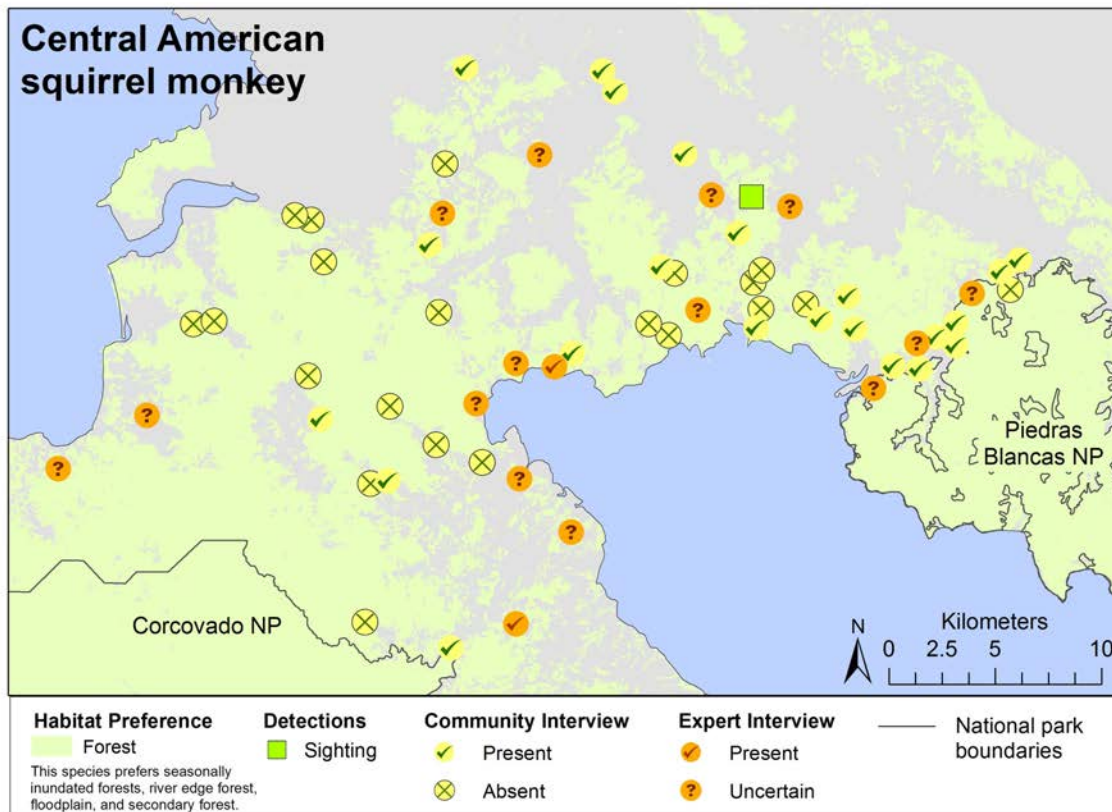 Central American
squirrel monkey
Piedras
Blancas NP
Corcovado NP
N
Kilometers
0 2.5 5 10
Habitat Preference
Forest
This species prefers seasonally
inundated forests, river edge forest,
floodplain, and secondary forest.
Detections
Sighting
Community Interview
Present
Absent
Expert Interview
Present
Uncertain
National park
boundaries